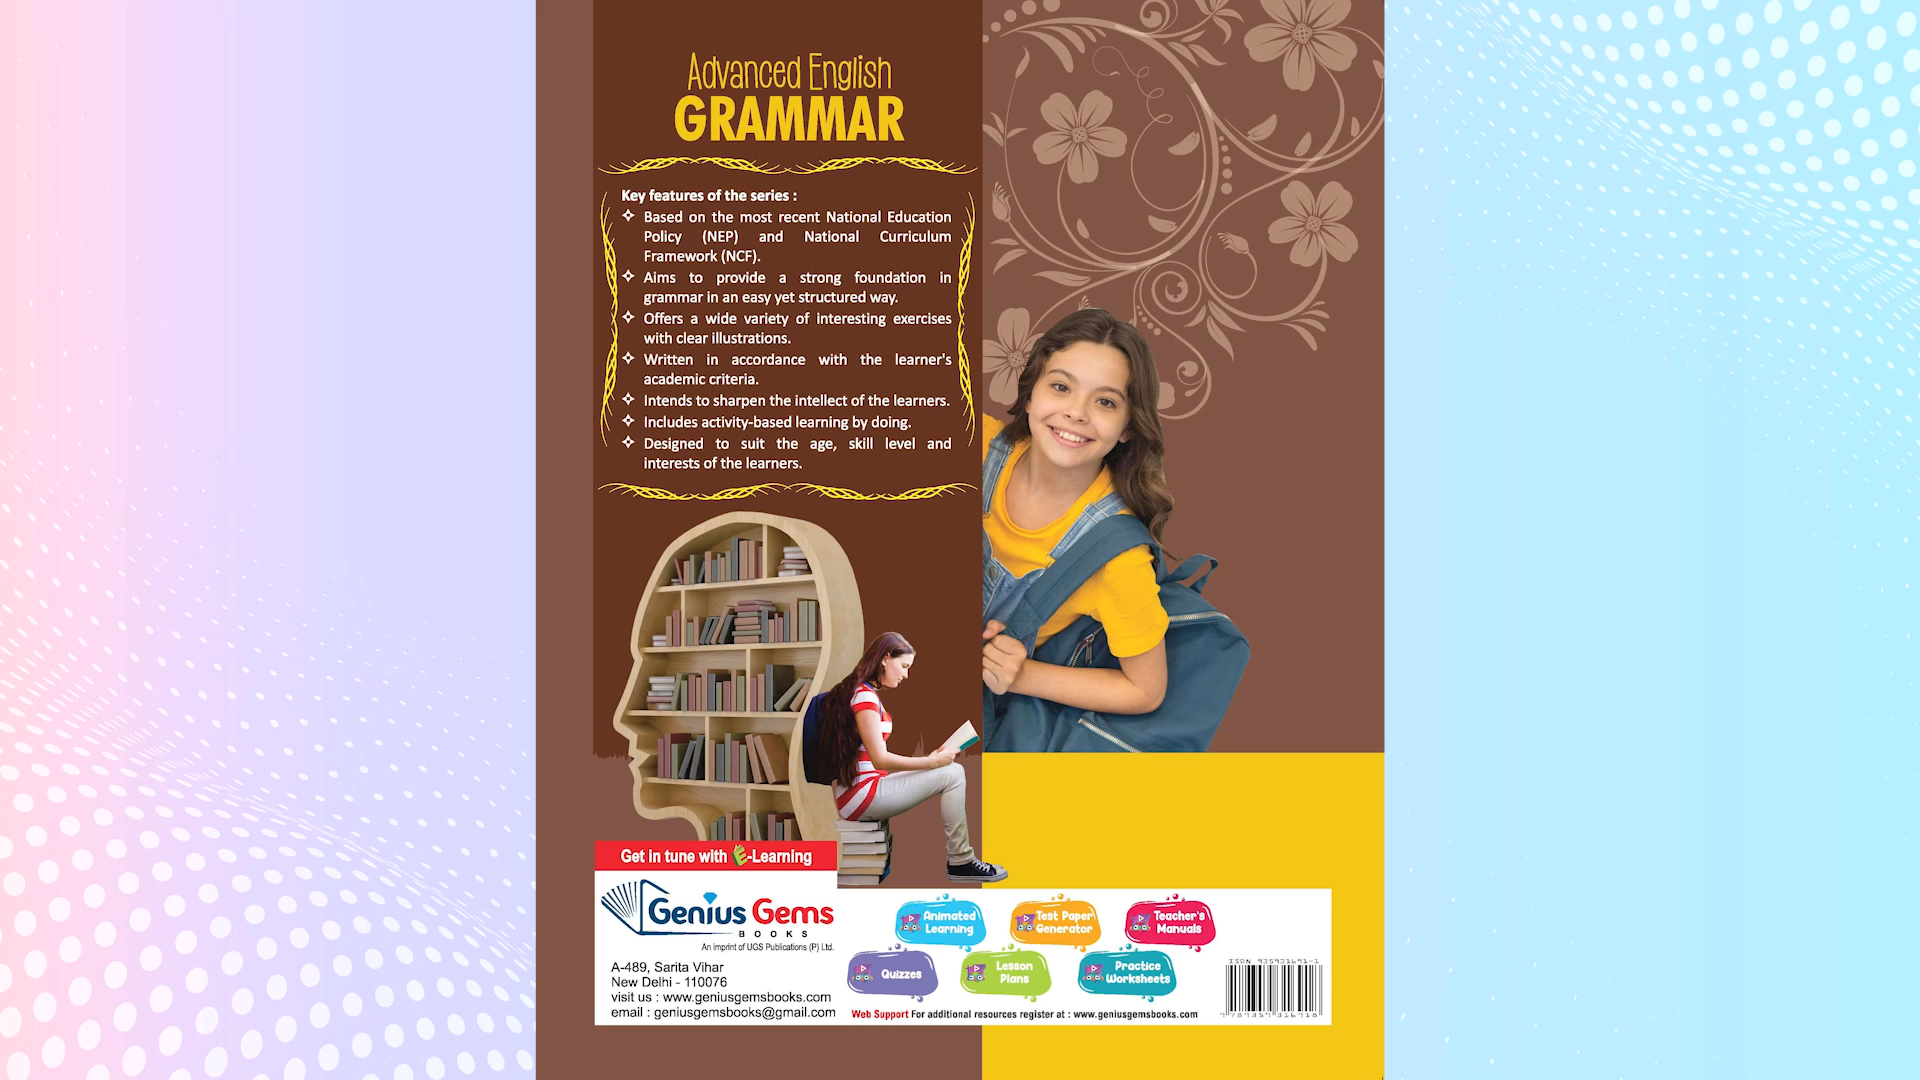 Advanced English
GRAMMAR
Key features of the series :
Based on the most recent National Education
Policy (NEP) and National Curriculum
Framework (NCF).
Aims to provide a strong foundation in
grammar in an easy yet structured way.
Offers a wide variety of interesting exercises
with clear illustrations.
Written in accordance with the learner's
academic criteria.
Intends to sharpen the intellect of the learners.
Includes activity-based learning by doing.
Designed to suit the age, skill level and
interests of the learners.
Get in tune with E-Learning
Genius Gems
BOOKS
An imprint of UGS Publications (P) Ltd.
A-489, Sarita Vihar
New Delhi - 110076
visit us : www.geniusgemsbooks.com
email : geniusgemsbooks@gmail.com
Animated
Learning
Test Paper
Generator
Teacher's
Manuals
Quizzes
Lesson
Plans
Practice
Worksheets
Web Support For additional resources register at : www.geniusgemsbooks.com